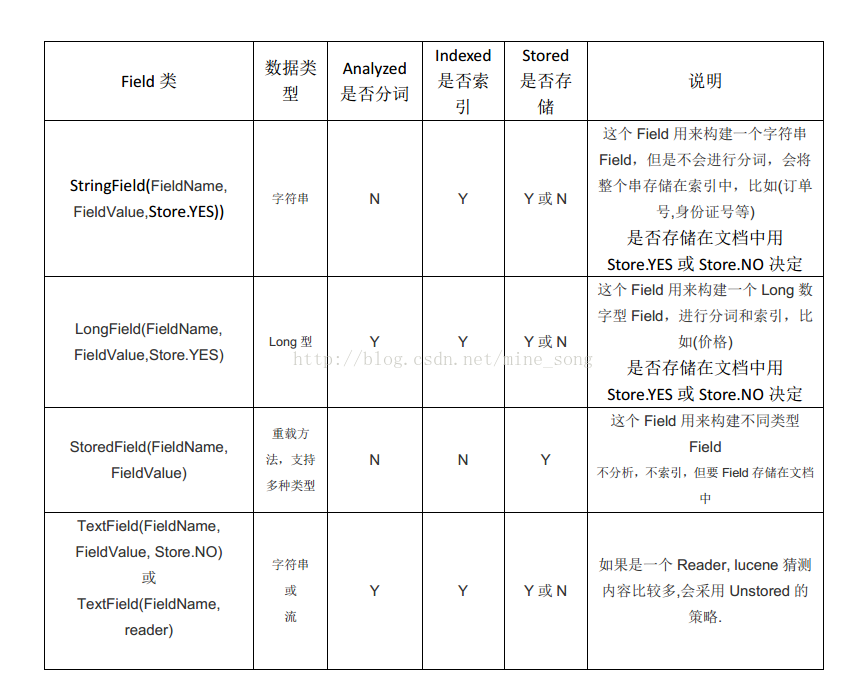 Field 类
数据类
型
Analyzed
是否分词
Indexed
是否索
引
Stored
是否存
储
说明
StringField(FieldName,
FieldValue,Store.YES))
字符串
N
Y
Y 或 N
这个 Field 用来构建一个字符串
Field，但是不会进行分词，会将
整个串存储在索引中，比如(订单
号,身份证号等)
是否存储在文档中用
Store.YES 或 Store.NO 决定
LongField(FieldName,
FieldValue,Store.YES)
Long 型
Y
Y
Y 或 N
这个 Field 用来构建一个 Long 数
字型 Field，进行分词和索引，比
如(价格)
是否存储在文档中用
Store.YES 或 Store.NO 决定
http://blog.csdn.net/mine_song
StoredField(FieldName,
FieldValue)
重载方
法，支持
多种类型
N
N
Y
这个 Field 用来构建不同类型
Field
不分析，不索引，但要 Field 存储在文档
中
TextField(FieldName,
FieldValue, Store.NO)
或
TextField(FieldName,
reader)
字符串
或
流
Y
Y
Y 或 N
如果是一个 Reader, lucene 猜测
内容比较多,会采用 Unstored 的
策略.